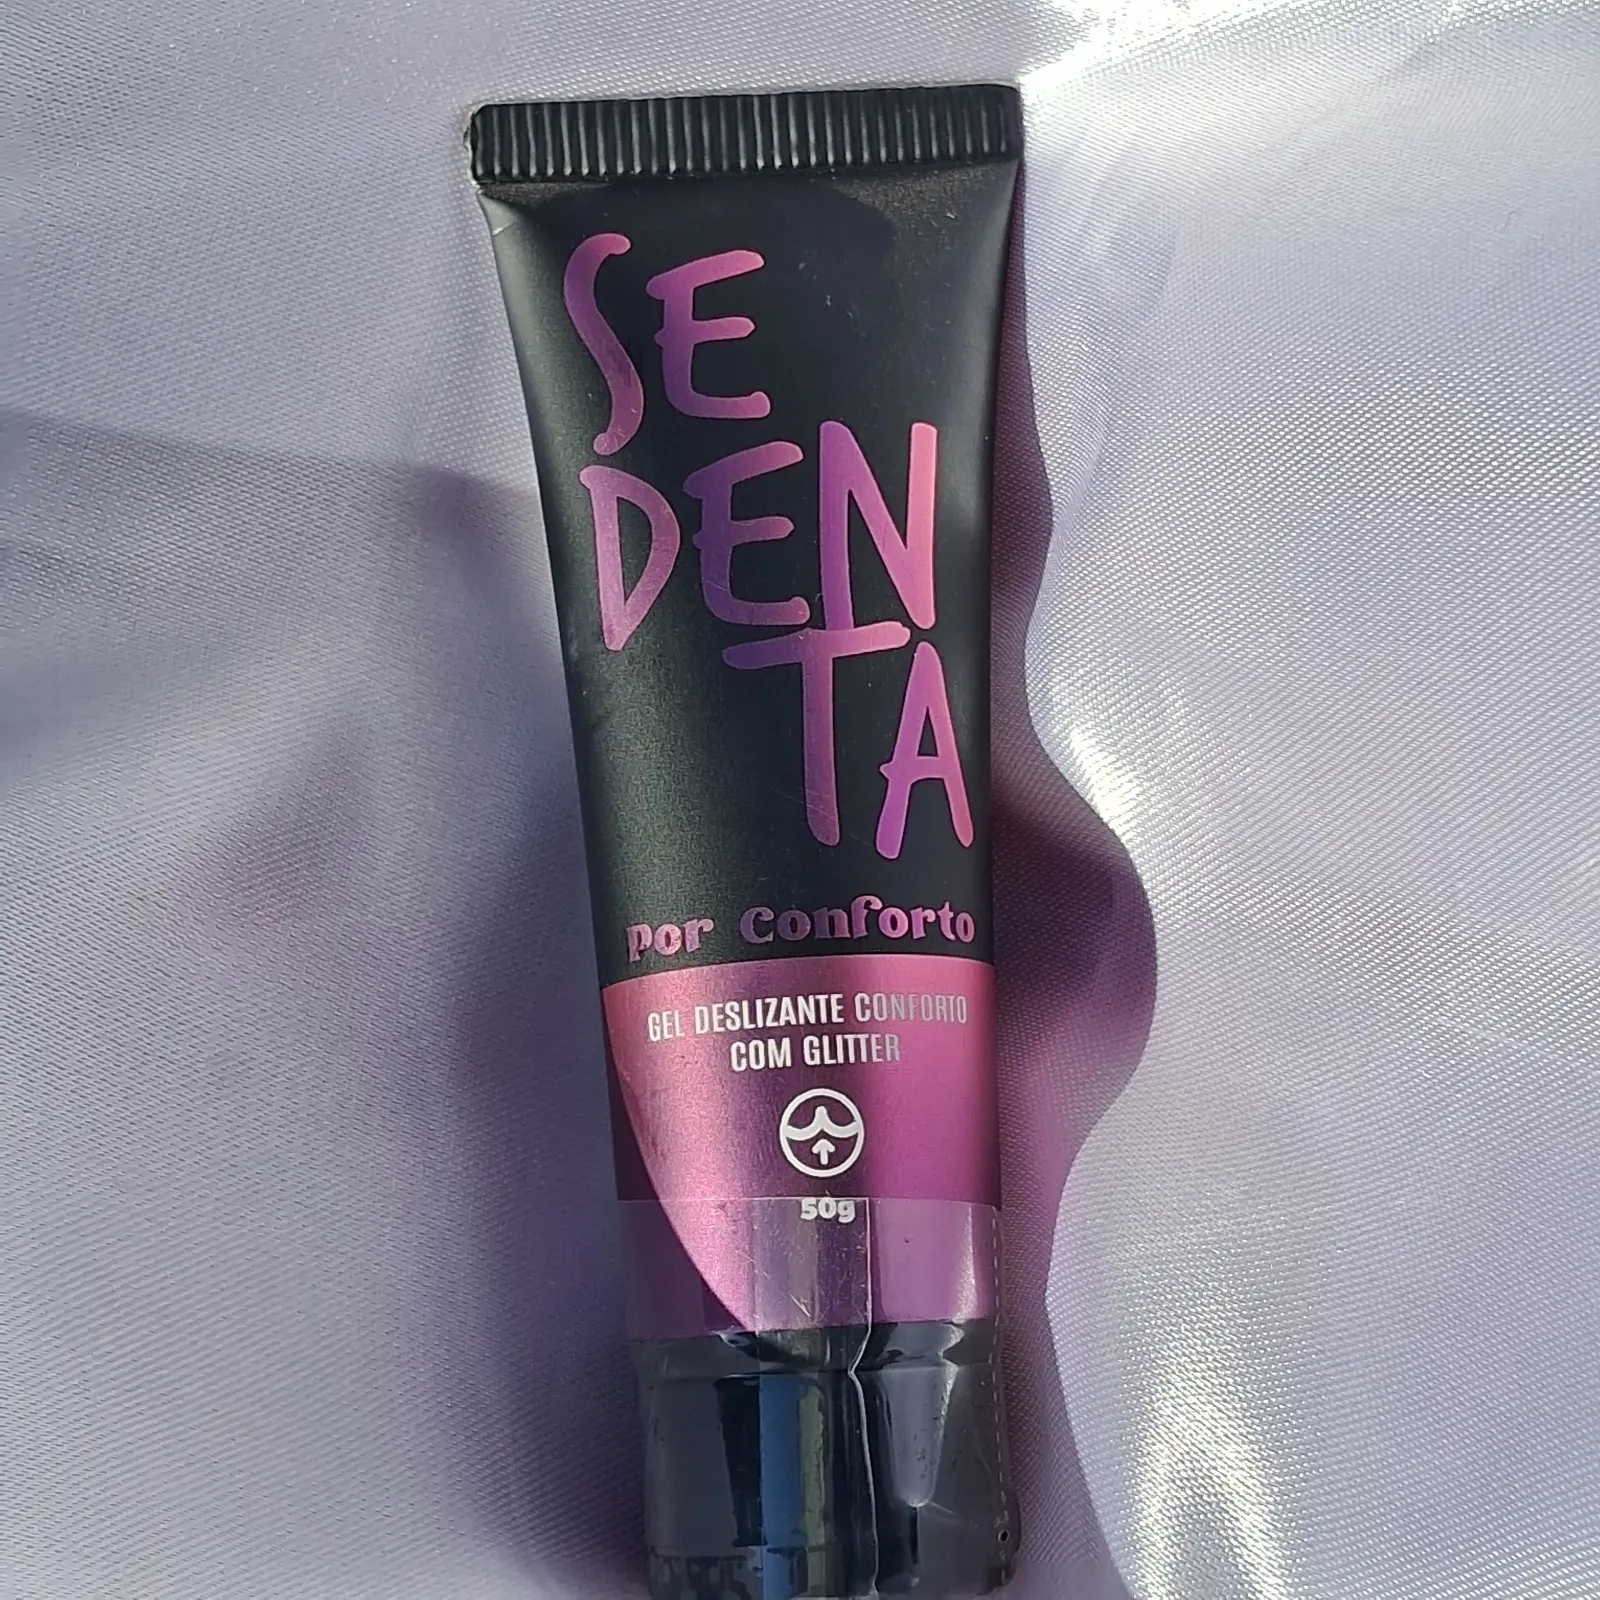 SE
DEN
TA
Por Conforto
GEL DESLIZANTE CONFORTO
COM GLITTER
50g